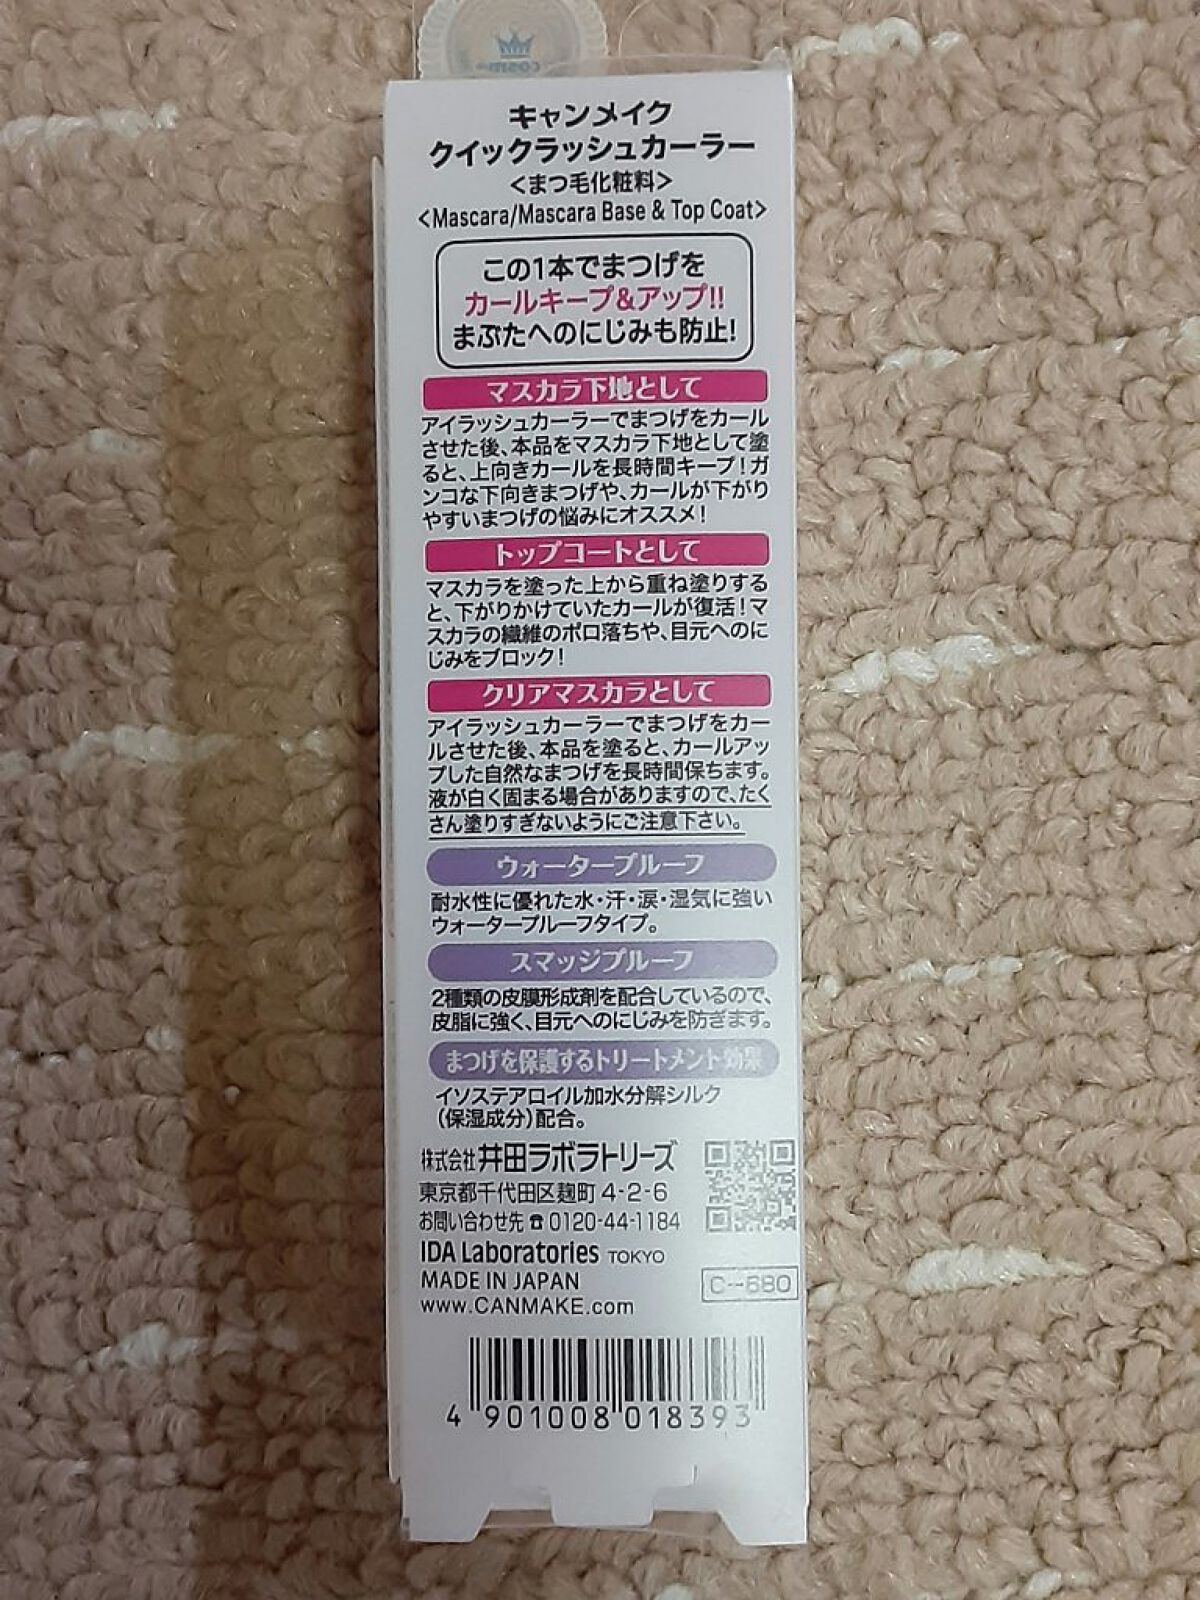 キャンメイク
クイックラッシュカーラー
<まつ毛化粧料>
<Mascara/Mascara Base & Top Coat>
この1本でまつげを
カールキープ&アップ!!
まぶたへのにじみも防止!
マスカラ下地として
アイラッシュカーラーでまつげをカール
させた後、本品をマスカラ下地として塗
ると、上向きカールを長時間キープ!ガ
ンコな下向きまつげや、カールが下がり
やすいまつげの悩みにオススメ!
トップコートとして
マスカラを塗った上から重ね塗りする
と、下がりかけていたカールが復活!マ
スカラの繊維のポロ落ちや、目元へのに
じみをブロック!
クリアマスカラとして
アイラッシュカーラーでまつげをカー
ルさせた後、本品を塗ると、カールアッ
プした自然なまつげを長時間保ちます。
液が白く固まる場合がありますので、たく
さん塗りすぎないようにご注意下さい。
ウォータープルーフ
耐水性に優れた水・汗・涙・湿気に強い
ウォータープルーフタイプ。
スマッジプルーフ
2種類の皮膜形成剤を配合しているので、
皮脂に強く、目元へのにじみを防ぎます。
まつげを保護するトリートメント効果
イソステアロイル加水分解シルク
(保湿成分)配合。
株式会社 井田ラボラトリーズ
東京都千代田区麹町 4-2-6
お問い合わせ先 ☎ 0120-44-1184
IDA Laboratories TOKYO
MADE IN JAPAN
C-680
www.CANMAKE.com
4 901008 018393